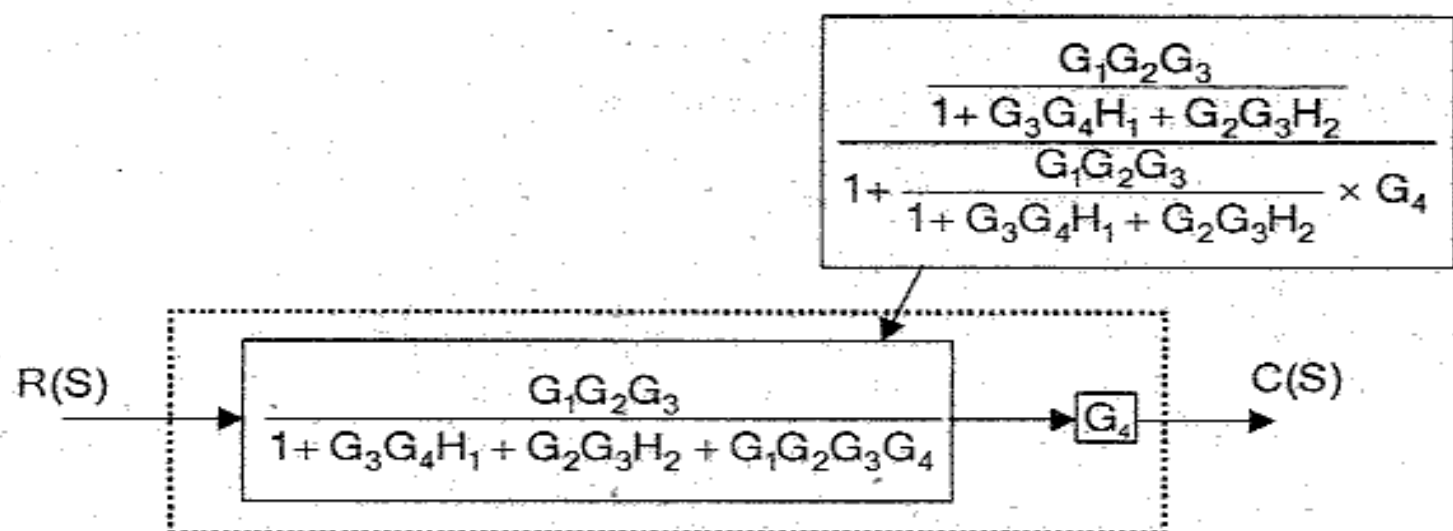 G₁G₂G₃
1+ G₃G₄H₁ + G₂G₃H₂
G₁G₂G₃
1+ ─── × G₄
1+ G₃G₄H₁ + G₂G₃H₂
R(S)
G₁G₂G₃
1+ G₃G₄H₁ + G₂G₃H₂ + G₁G₂G₃G₄
G₄
C(S)